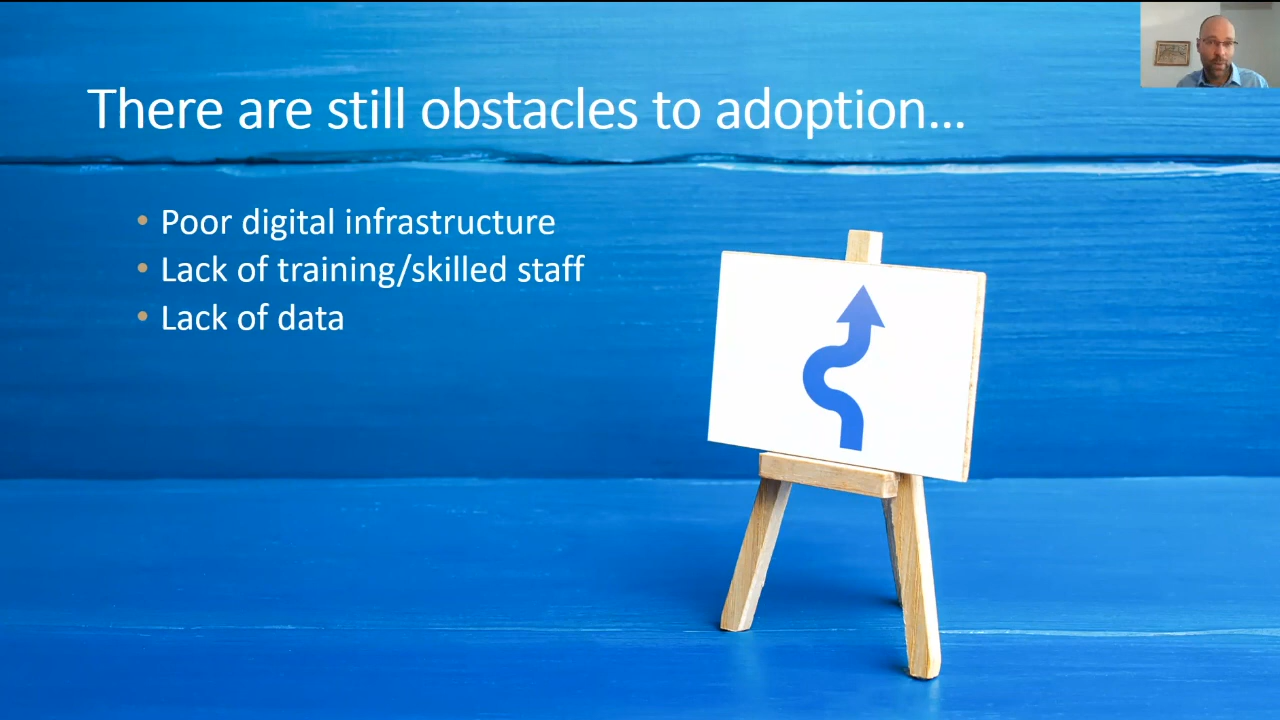 There are still obstacles to adoption...
• Poor digital infrastructure
• Lack of training/skilled staff
• Lack of data